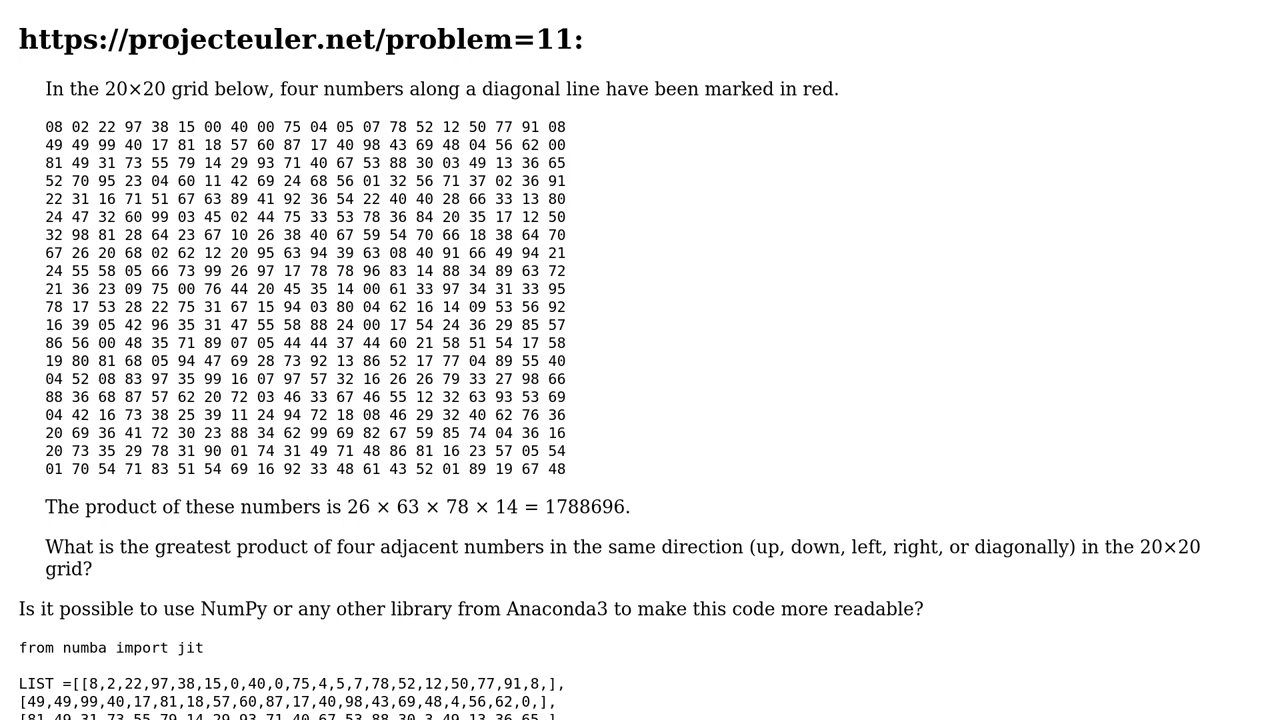 https://projecteuler.net/problem=11:
In the 20×20 grid below, four numbers along a diagonal line have been marked in red.
08 02 22 97 38 15 00 40 00 75 04 05 07 78 52 12 50 77 91 08
49 49 99 40 17 81 18 57 60 87 17 40 98 43 69 48 04 56 62 00
81 49 31 73 55 79 14 29 93 71 40 67 53 88 30 03 49 13 36 65
52 70 95 23 04 60 11 42 69 24 68 56 01 32 56 71 37 02 36 91
22 31 16 71 51 67 63 89 41 92 36 54 22 40 40 28 66 33 13 80
24 47 32 60 99 03 45 02 44 75 33 53 78 36 84 20 35 17 12 50
32 98 81 28 64 23 67 10 26 38 40 67 59 54 70 66 18 38 64 70
67 26 20 68 02 62 12 20 95 63 94 39 63 08 40 91 66 49 94 21
24 55 58 05 66 73 99 26 97 17 78 78 96 83 14 88 34 89 63 72
21 36 23 09 75 00 76 44 20 45 35 14 00 61 33 97 34 31 33 95
78 17 53 28 22 75 31 67 15 94 03 80 04 62 16 14 09 53 56 92
16 39 05 42 96 35 31 47 55 58 88 24 00 17 54 24 36 29 85 57
86 56 00 48 35 71 89 07 05 44 44 37 44 60 21 58 51 54 17 58
19 80 81 68 05 94 47 69 28 73 92 13 86 52 17 77 04 89 55 40
04 52 08 83 97 35 99 16 07 97 57 32 16 26 26 79 33 27 98 66
88 36 68 87 57 62 20 72 03 46 33 67 46 55 12 32 63 93 53 69
04 42 16 73 38 25 39 11 24 94 72 18 08 46 29 32 40 62 76 36
20 69 36 41 72 30 23 88 34 62 99 69 82 67 59 85 74 04 36 16
20 73 35 29 78 31 90 01 74 31 49 71 48 86 81 16 23 57 05 54
01 70 54 71 83 51 54 69 16 92 33 48 61 43 52 01 89 19 67 48
The product of these numbers is 26 × 63 × 78 × 14 = 1788696.
What is the greatest product of four adjacent numbers in the same direction (up, down, left, right, or diagonally) in the 20×20
grid?
Is it possible to use NumPy or any other library from Anaconda3 to make this code more readable?
from numba import jit
LIST =[[8,2,22,97,38,15,0,40,0,75,4,5,7,78,52,12,50,77,91,8,],
[49,49,99,40,17,81,18,57,60,87,17,40,98,43,69,48,4,56,62,0,],
[81,49,31,73,55,79,14,29,93,71,40,67,53,88,30,3,49,13,36,65,]